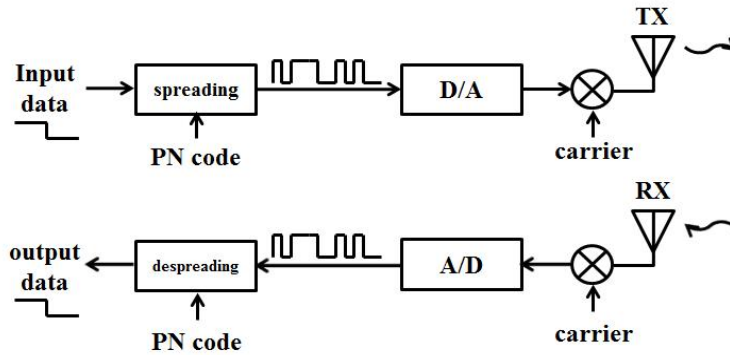 TX
Input
data
spreading
D/A
PN code
carrier
RX
output
data
despreading
A/D
PN code
carrier